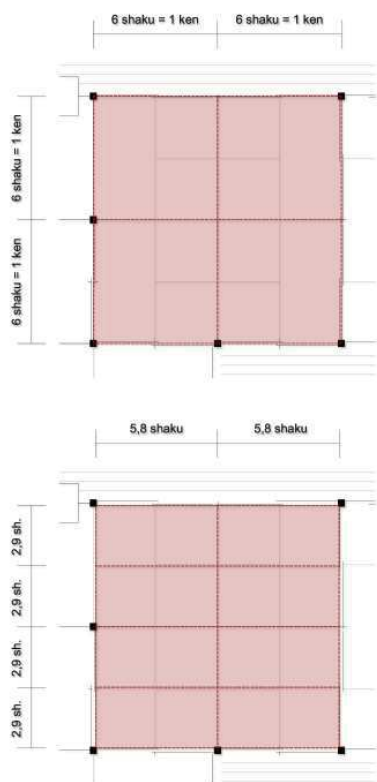 6 shaku = 1 ken 6 shaku = 1 ken
6 shaku = 1 ken
6 shaku = 1 ken
5,8 shaku 5,8 shaku
2,9 sh.
2,9 sh.
2,9 sh.
2,9 sh.